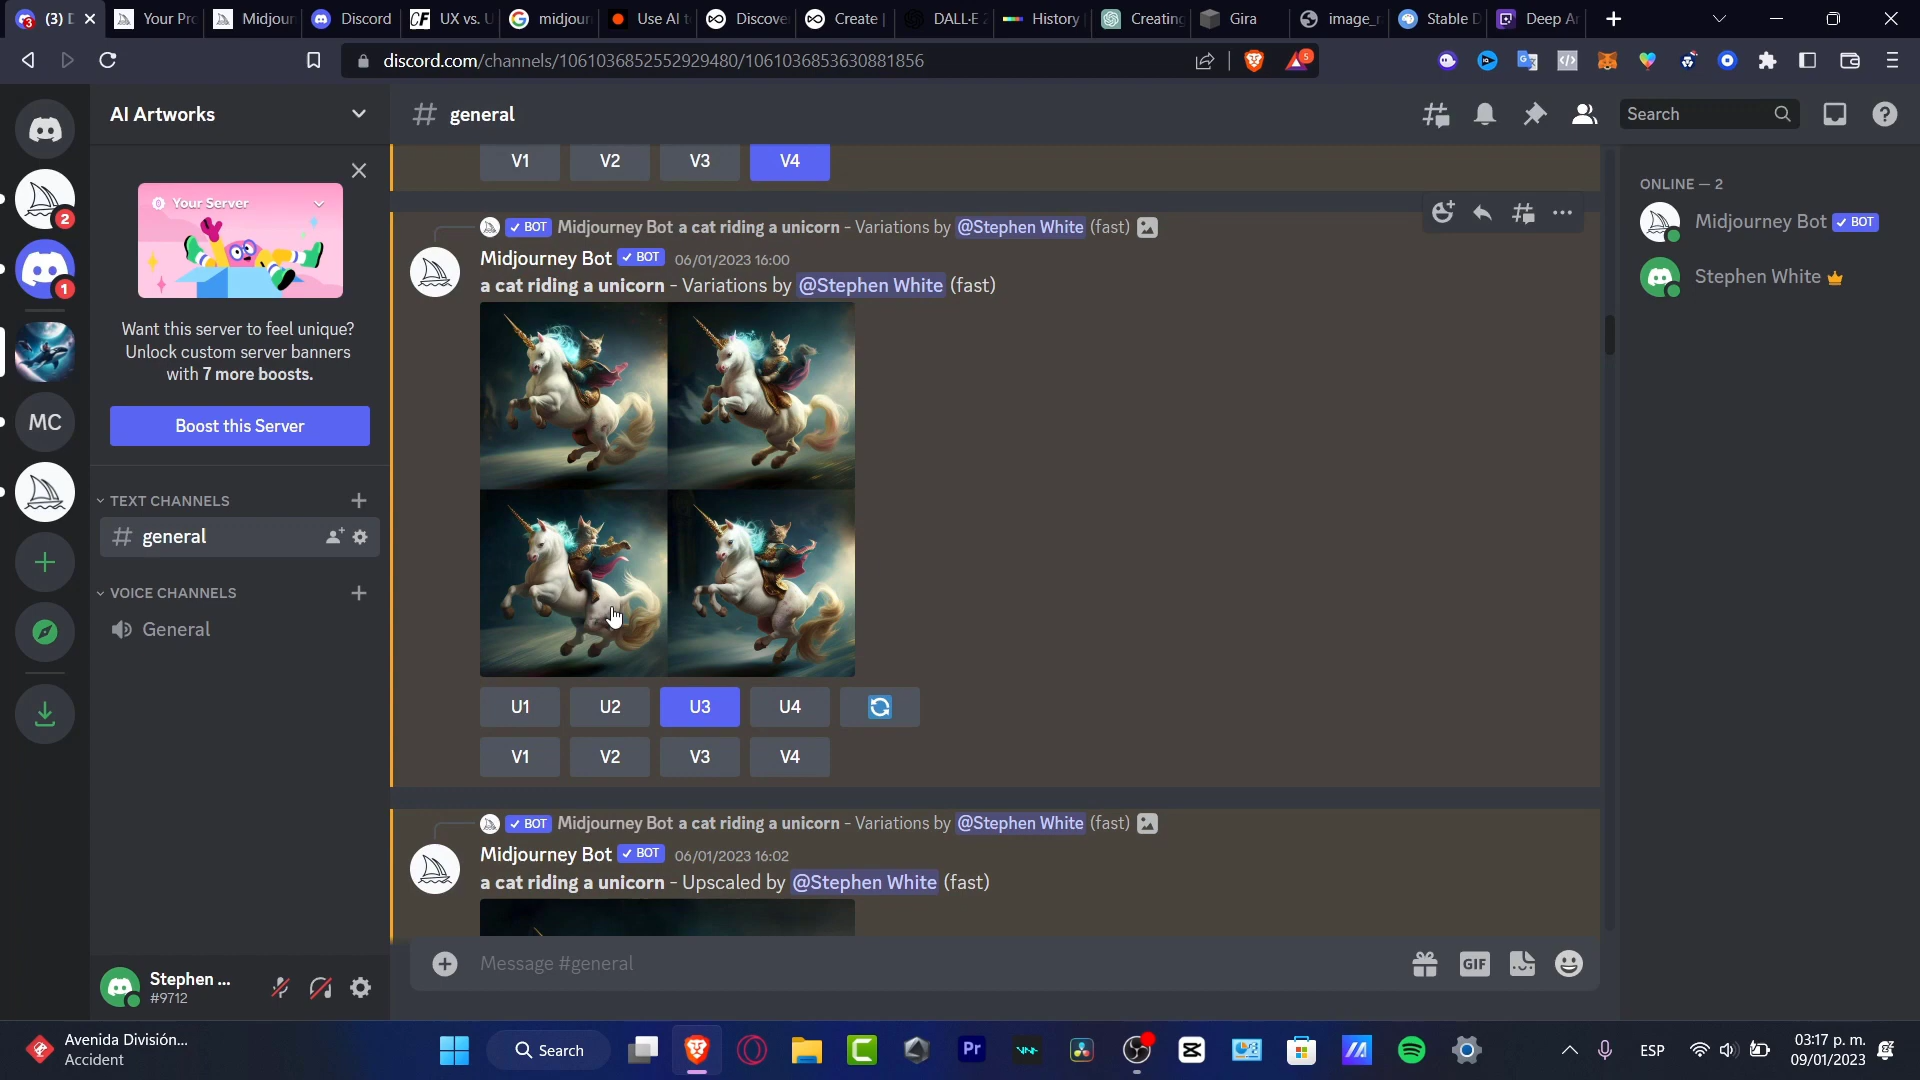 (3) D
Your Pro
Midjour
Discord
UX vs. U
midjour
Use AI t
Discove
Create |
DALL·E 2
History
Creating
Gira
image_r
Stable D
Deep Ar
discord.com/channels/1061036852552929480/1061036853630881856
5
AI Artworks
general
Search
Your Server
Want this server to feel unique?
Unlock custom server banners
with 7 more boosts.
Boost this Server
2
1
MC
TEXT CHANNELS
general
VOICE CHANNELS
General
Stephen ...
#9712
V1 V2 V3 V4
BOT Midjourney Bot a cat riding a unicorn - Variations by @Stephen White (fast)
Midjourney Bot BOT 06/01/2023 16:00
a cat riding a unicorn - Variations by @Stephen White (fast)
U1 U2 U3 U4
V1 V2 V3 V4
BOT Midjourney Bot a cat riding a unicorn - Variations by @Stephen White (fast)
Midjourney Bot BOT 06/01/2023 16:02
a cat riding a unicorn - Upscaled by @Stephen White (fast)
Message #general
GIF
ONLINE — 2
Midjourney Bot BOT
Stephen White
Avenida División...
Accident
Search
Pr
ESP
03:17 p. m.
09/01/2023